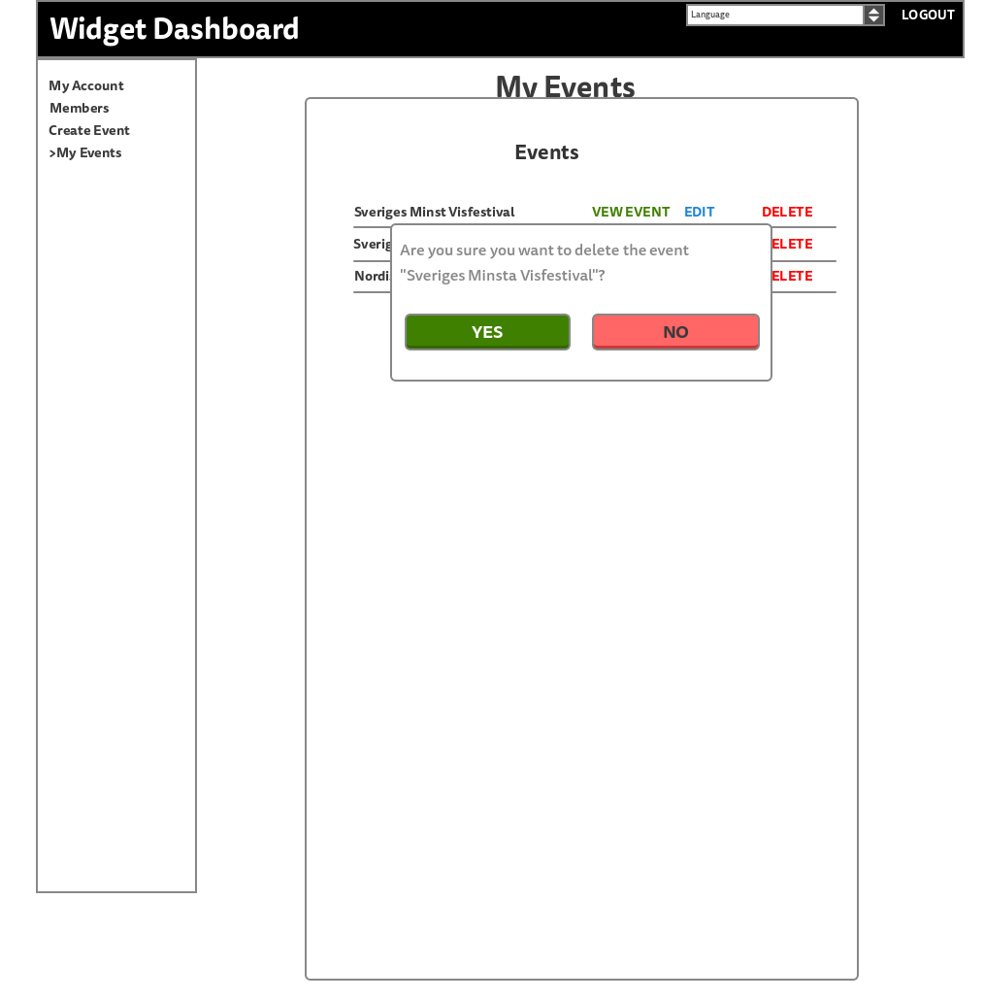 Widget Dashboard
Language
LOGOUT
My Account
Members
Create Event
>My Events
My Events
Events
Sveriges Minst Visfestival VEW EVENT EDIT DELETE
Sverig ELETE
Nordi ELETE
Are you sure you want to delete the event
"Sveriges Minsta Visfestival"?
YES NO